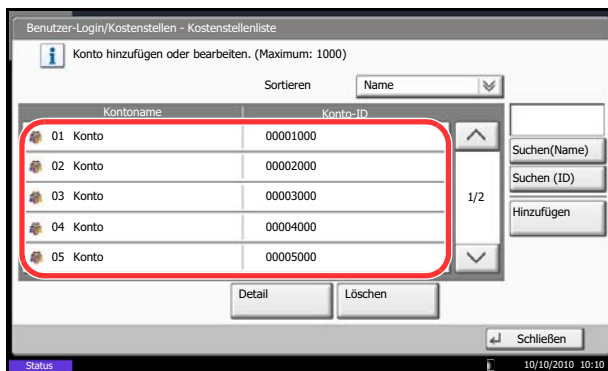 Benutzer-Login/Kostenstellen - Kostenstellenliste
Konto hinzufügen oder bearbeiten. (Maximum: 1000)
Sortieren Name
Kontoname Konto-ID
01 Konto 00001000
02 Konto 00002000
03 Konto 00003000
04 Konto 00004000
05 Konto 00005000
1/2
Suchen(Name)
Suchen (ID)
Hinzufügen
Detail Löschen
Schließen
Status 10/10/2010 10:10